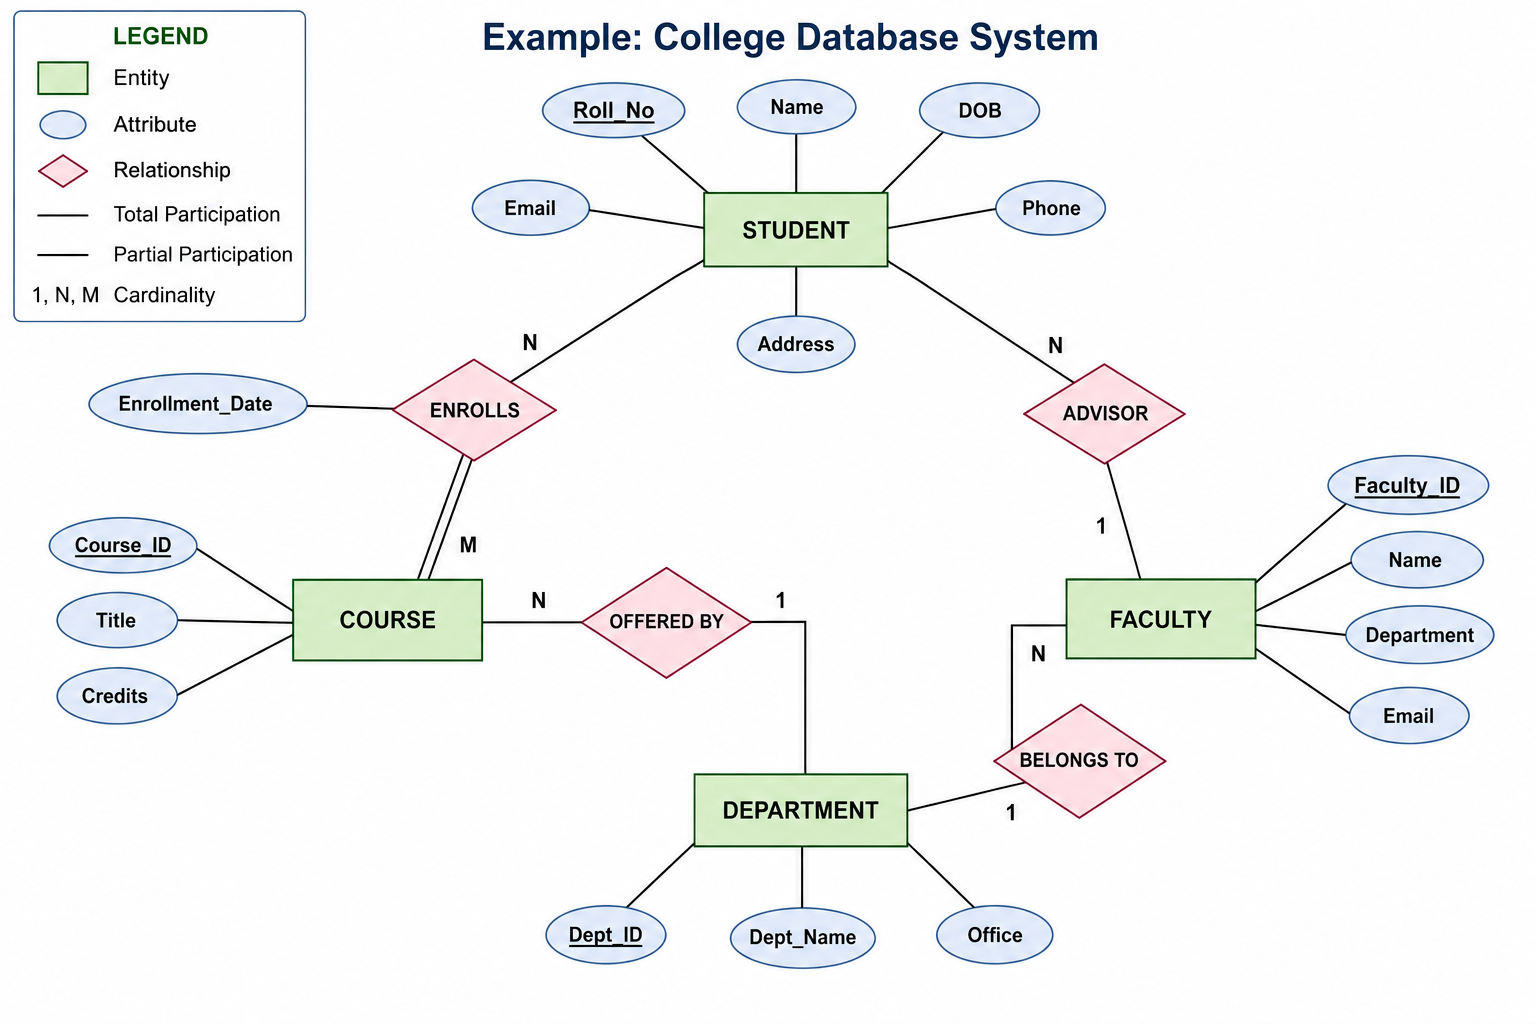 LEGEND
Entity
Attribute
Relationship
Total Participation
Partial Participation
1, N, M Cardinality
Example: College Database System
Roll_No
Name
DOB
Email
STUDENT
Phone
Address
N
N
Enrollment_Date
ENROLLS
ADVISOR
M
1
Course_ID
Title
Credits
COURSE
N
OFFERED BY
1
Faculty_ID
Name
Department
Email
FACULTY
N
BELONGS TO
1
DEPARTMENT
Dept_ID
Dept_Name
Office